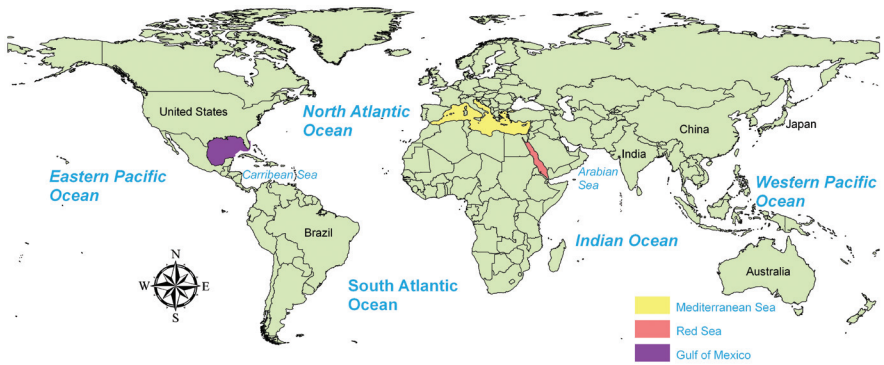 United States
North Atlantic
Ocean
China
Japan
India
Carribean Sea
Arabian
Sea
Eastern Pacific
Ocean
Western Pacific
Ocean
Brazil
Indian Ocean
N
W
E
S
South Atlantic
Ocean
Australia
Mediterranean Sea
Red Sea
Gulf of Mexico